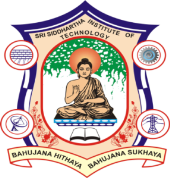 SRI SIDDHARTHA INSTITUTE OF
TECHNOLOGY
BAHUJANA HITHAYA
BAHUJANA SUKHAYA